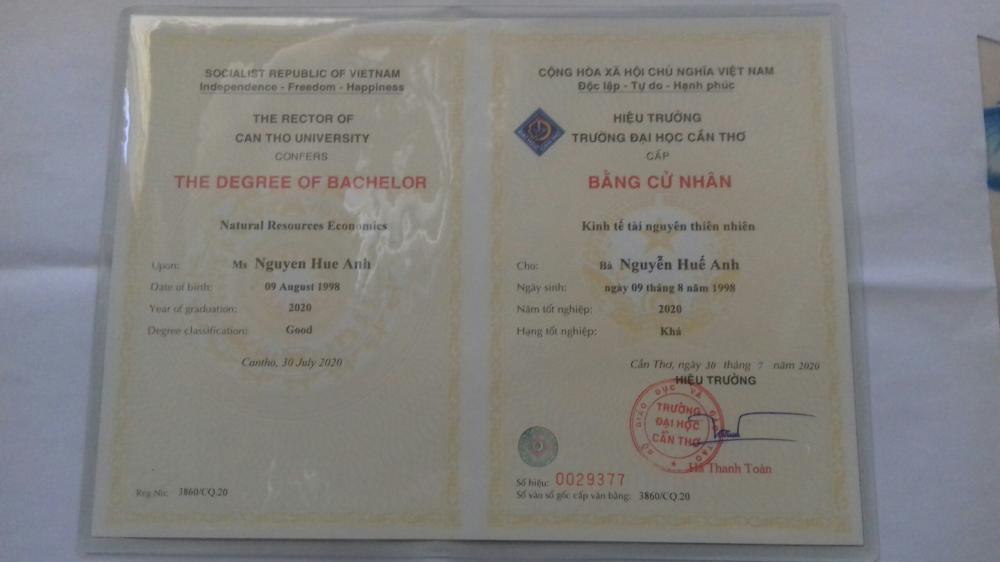 SOCIALIST REPUBLIC OF VIETNAM
Independence - Freedom - Happiness
THE RECTOR OF
CAN THO UNIVERSITY
CONFERS
THE DEGREE OF BACHELOR
Natural Resources Economics
Upon: Ms Nguyen Hue Anh
Date of birth: 09 August 1998
Year of graduation: 2020
Degree classification: Good
Cantho, 30 July 2020
Reg No: 3860/CQ.20
CỘNG HÒA XÃ HỘI CHỦ NGHĨA VIỆT NAM
Độc lập - Tự do - Hạnh phúc
HIỆU TRƯỞNG
TRƯỜNG ĐẠI HỌC CẦN THƠ
CẤP
BẰNG CỬ NHÂN
Kinh tế tài nguyên thiên nhiên
Cho: Bà Nguyễn Huế Anh
Ngày sinh: ngày 09 tháng 8 năm 1998
Năm tốt nghiệp: 2020
Hạng tốt nghiệp: Khá
Cần Thơ, ngày 30 tháng 7 năm 2020
HIỆU TRƯỞNG
BỘ GIÁO DỤC VÀ ĐÀO TẠO
TRƯỜNG
ĐẠI HỌC
CẦN THƠ
Hà Thanh Toàn
Số hiệu: 0029377
Số vào sổ gốc cấp văn bằng: 3860/CQ.20